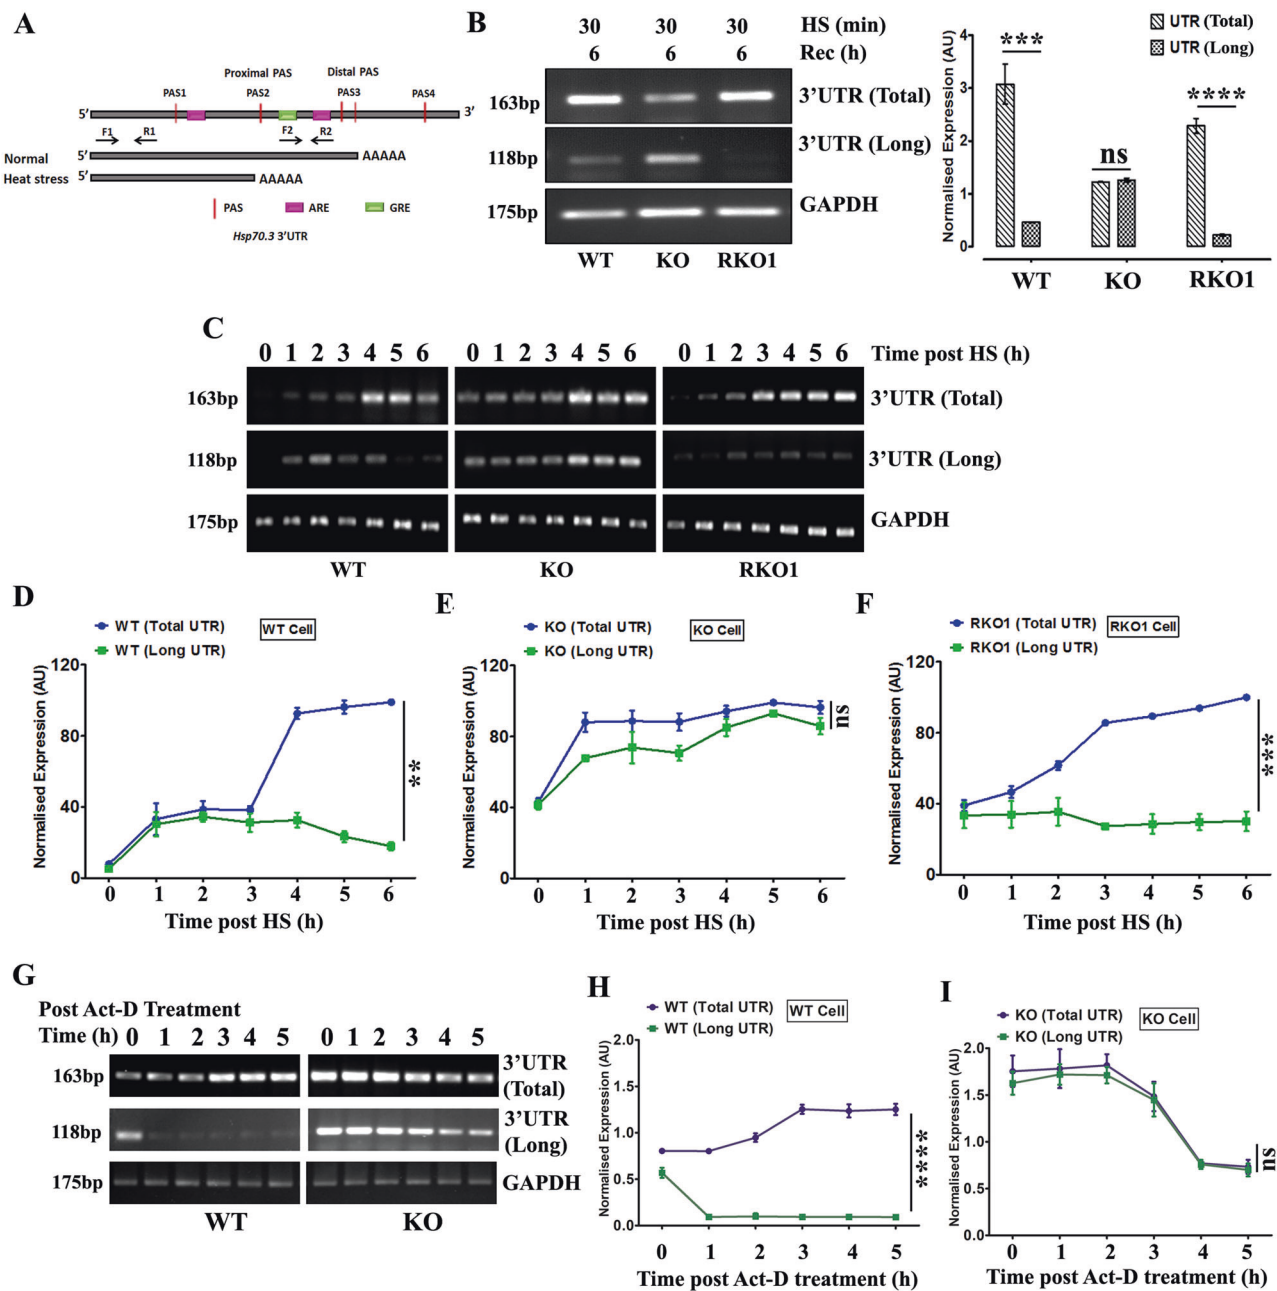 A
Proximal PAS
Distal PAS
PAS1
PAS2
PAS3
PAS4
5'
3'
F1
R1
F2
R2
Normal
5'
AAAAA
Heat stress
5'
AAAAA
PAS
ARE
GRE
Hsp70.3 3'UTR
B
30 30 30 HS (min)
6 6 6 Rec (h)
163bp
3'UTR (Total)
118bp
3'UTR (Long)
175bp
GAPDH
WT KO RKO1
UTR (Total)
UTR (Long)
Normalised Expression (AU)
4
3
2
1
0
***
ns
****
WT KO RKO1
C
0 1 2 3 4 5 6
0 1 2 3 4 5 6
0 1 2 3 4 5 6
Time post HS (h)
163bp
3'UTR (Total)
118bp
3'UTR (Long)
175bp
GAPDH
WT
KO
RKO1
D
WT (Total UTR)
WT (Long UTR)
WT Cell
Normalised Expression (AU)
120
80
40
0
**
0 1 2 3 4 5 6
Time post HS (h)
E
KO (Total UTR)
KO (Long UTR)
KO Cell
Normalised Expression (AU)
120
80
40
0
ns
0 1 2 3 4 5 6
Time post HS (h)
F
RKO1 (Total UTR)
RKO1 (Long UTR)
RKO1 Cell
Normalised Expression (AU)
120
80
40
0
***
0 1 2 3 4 5 6
Time post HS (h)
G
Post Act-D Treatment
Time (h) 0 1 2 3 4 5 0 1 2 3 4 5
163bp
3'UTR
(Total)
118bp
3'UTR
(Long)
175bp
GAPDH
WT
KO
H
WT (Total UTR)
WT (Long UTR)
WT Cell
Normalised Expression (AU)
2.0
1.5
1.0
0.5
0.0
****
0 1 2 3 4 5
Time post Act-D treatment (h)
I
KO (Total UTR)
KO (Long UTR)
KO Cell
Normalised Expression (AU)
2.0
1.5
1.0
0.5
0.0
ns
0 1 2 3 4 5
Time post Act-D treatment (h)